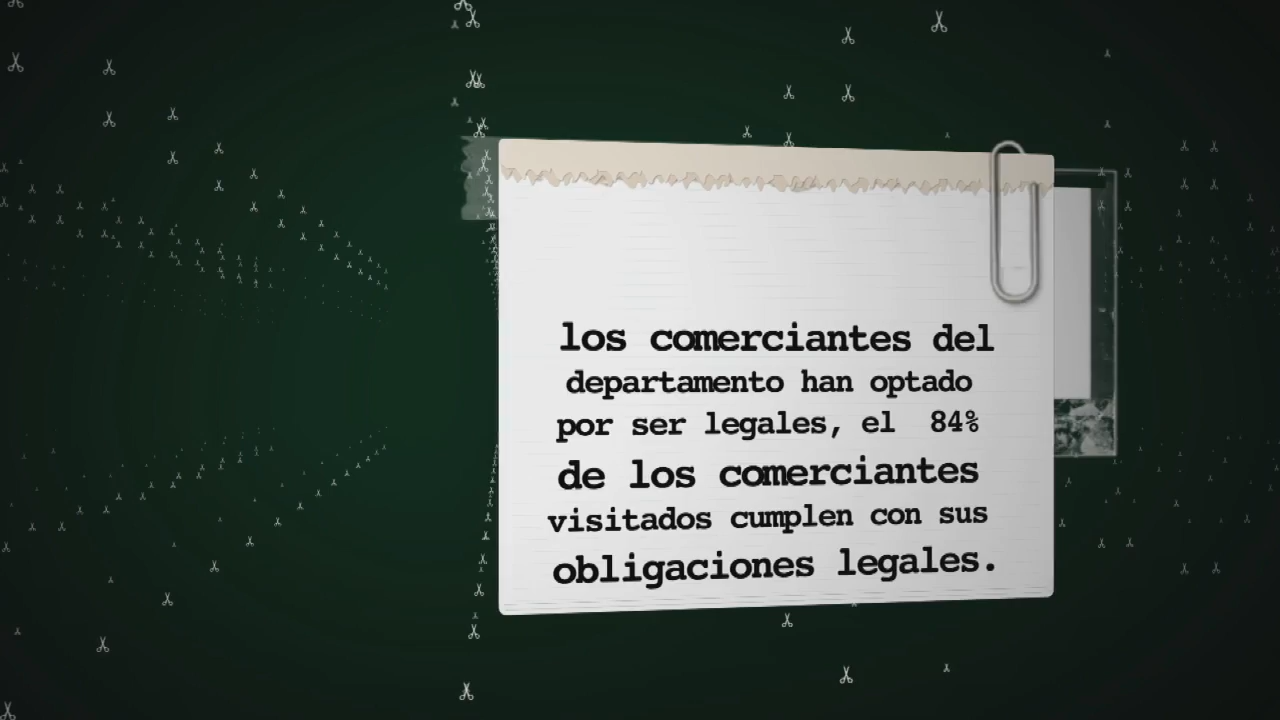 los comerciantes del
departamento han optado
por ser legales, el  84%
de los comerciantes
visitados cumplen con sus
obligaciones legales.